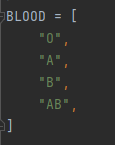 BLOOD = [
"O",
"A",
"B",
"AB",
]